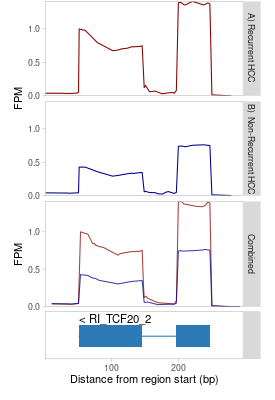 FPM
1.0
0.5
0.0
A) Recurrent HCC
1.0
0.5
0.0
B) Non-Recurrent HCC
FPM
1.0
0.5
0.0
Combined
< RI_TCF20_2
100
200
Distance from region start (bp)